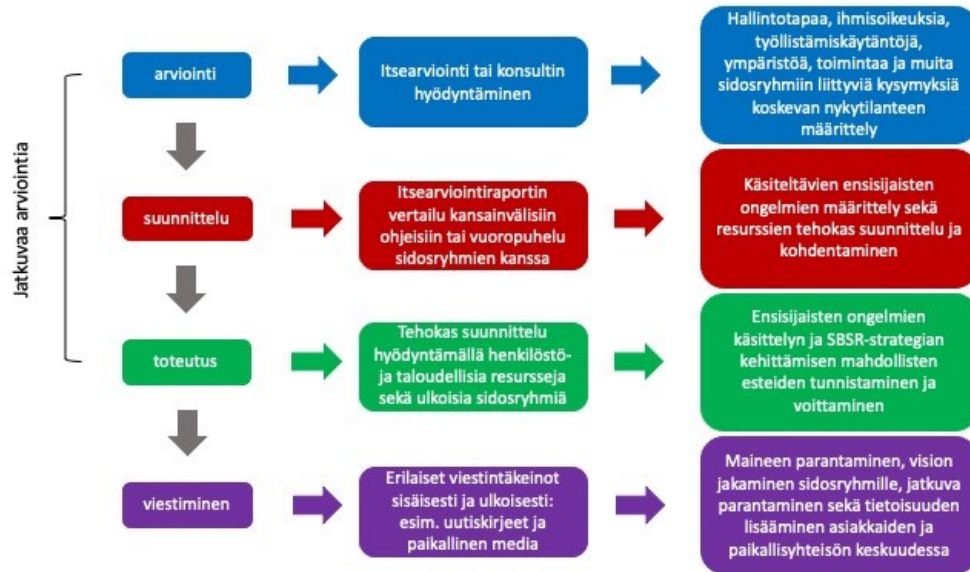 Jatkuvaa arviointia
arviointi
Itsearviointi tai konsultin
hyödyntäminen
Hallintotapaa, ihmisoikeuksia,
työllistämiskäytäntöjä,
ympäristöä, toimintaa ja muita
sidosryhmiin liittyviä kysymyksiä
koskevan nykytilanteen
määrittely
suunnittelu
Itsearviointiraportin
vertailu kansainvälisiin
ohjeisiin tai vuoropuhelu
sidosryhmien kanssa
Käsiteltävien ensisijaisten
ongelmien määrittely sekä
resurssien tehokas suunnittelu ja
kohdentaminen
toteutus
Tehokas suunnittelu
hyödyntämällä henkilöstö-
ja taloudellisia resursseja
sekä ulkoisia sidosryhmiä
Ensisijaisten ongelmien
käsittelyn ja SBSR-strategian
kehittämisen mahdollisten
esteiden tunnistaminen ja
voittaminen
viestiminen
Erilaiset viestintäkeinot
sisäisesti ja ulkoisesti:
esim. uutiskirjeet ja
paikallinen media
Maineen parantaminen, vision
jakaminen sidosryhmille, jatkuva
parantaminen sekä tietoisuuden
lisääminen asiakkaiden ja
paikallisyhteisön keskuudessa